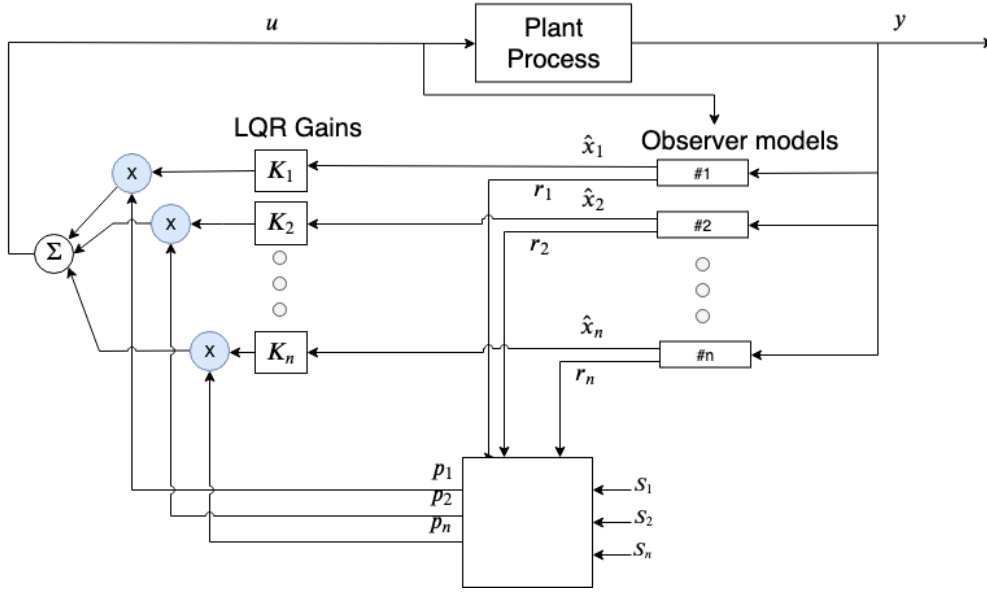 u
Plant
Process
y
LQR Gains
Observer models
x
K₁
x̂₁
#1
r₁
x
K₂
x̂₂
#2
r₂
Σ
x
Kₙ
x̂ₙ
#n
rₙ
p₁
p₂
pₙ
S₁
S₂
Sₙ